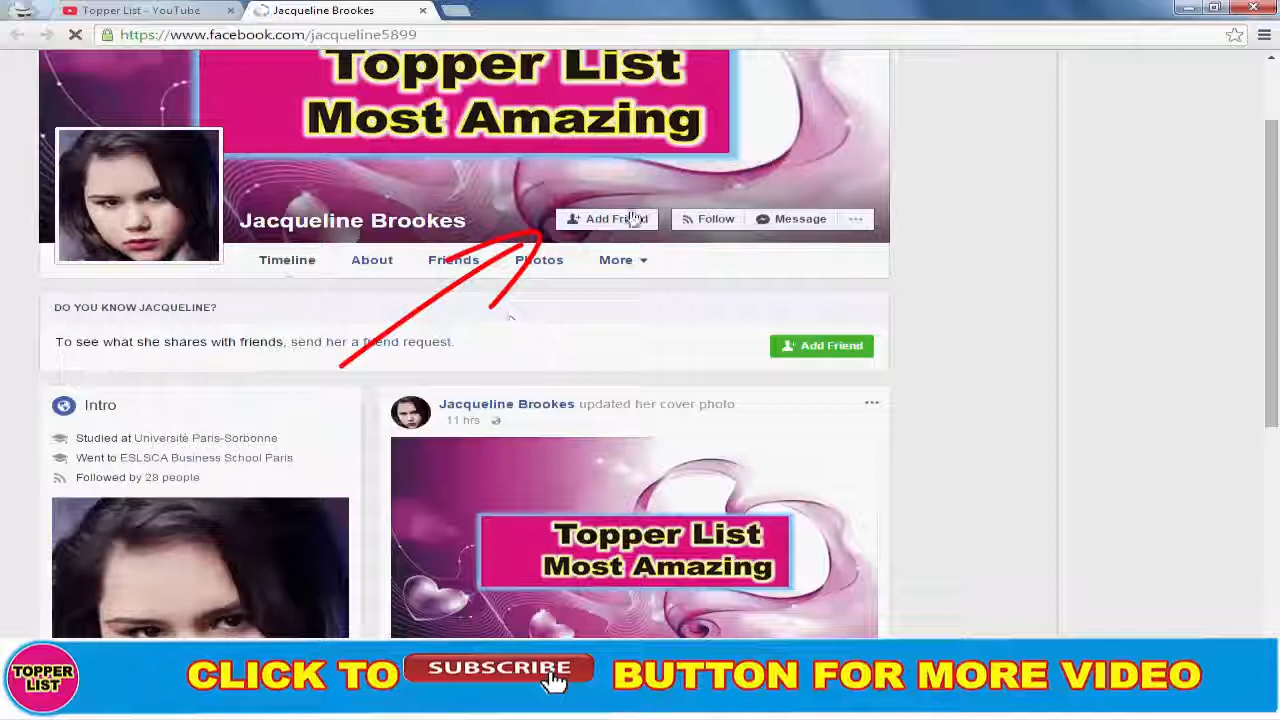 Topper List - YouTube
Jacqueline Brookes
https://www.facebook.com/jacqueline5899
Topper List
Most Amazing
Jacqueline Brookes
Add Friend
Follow
Message
Timeline
About
Friends
Photos
More
DO YOU KNOW JACQUELINE?
To see what she shares with friends, send her a friend request.
Add Friend
Intro
Studied at Université Paris-Sorbonne
Went to ESLSCA Business School Paris
Followed by 28 people
Jacqueline Brookes updated her cover photo
11 hrs
Topper List
Most Amazing
TOPPER
LIST
CLICK TO SUBSCRIBE BUTTON FOR MORE VIDEO